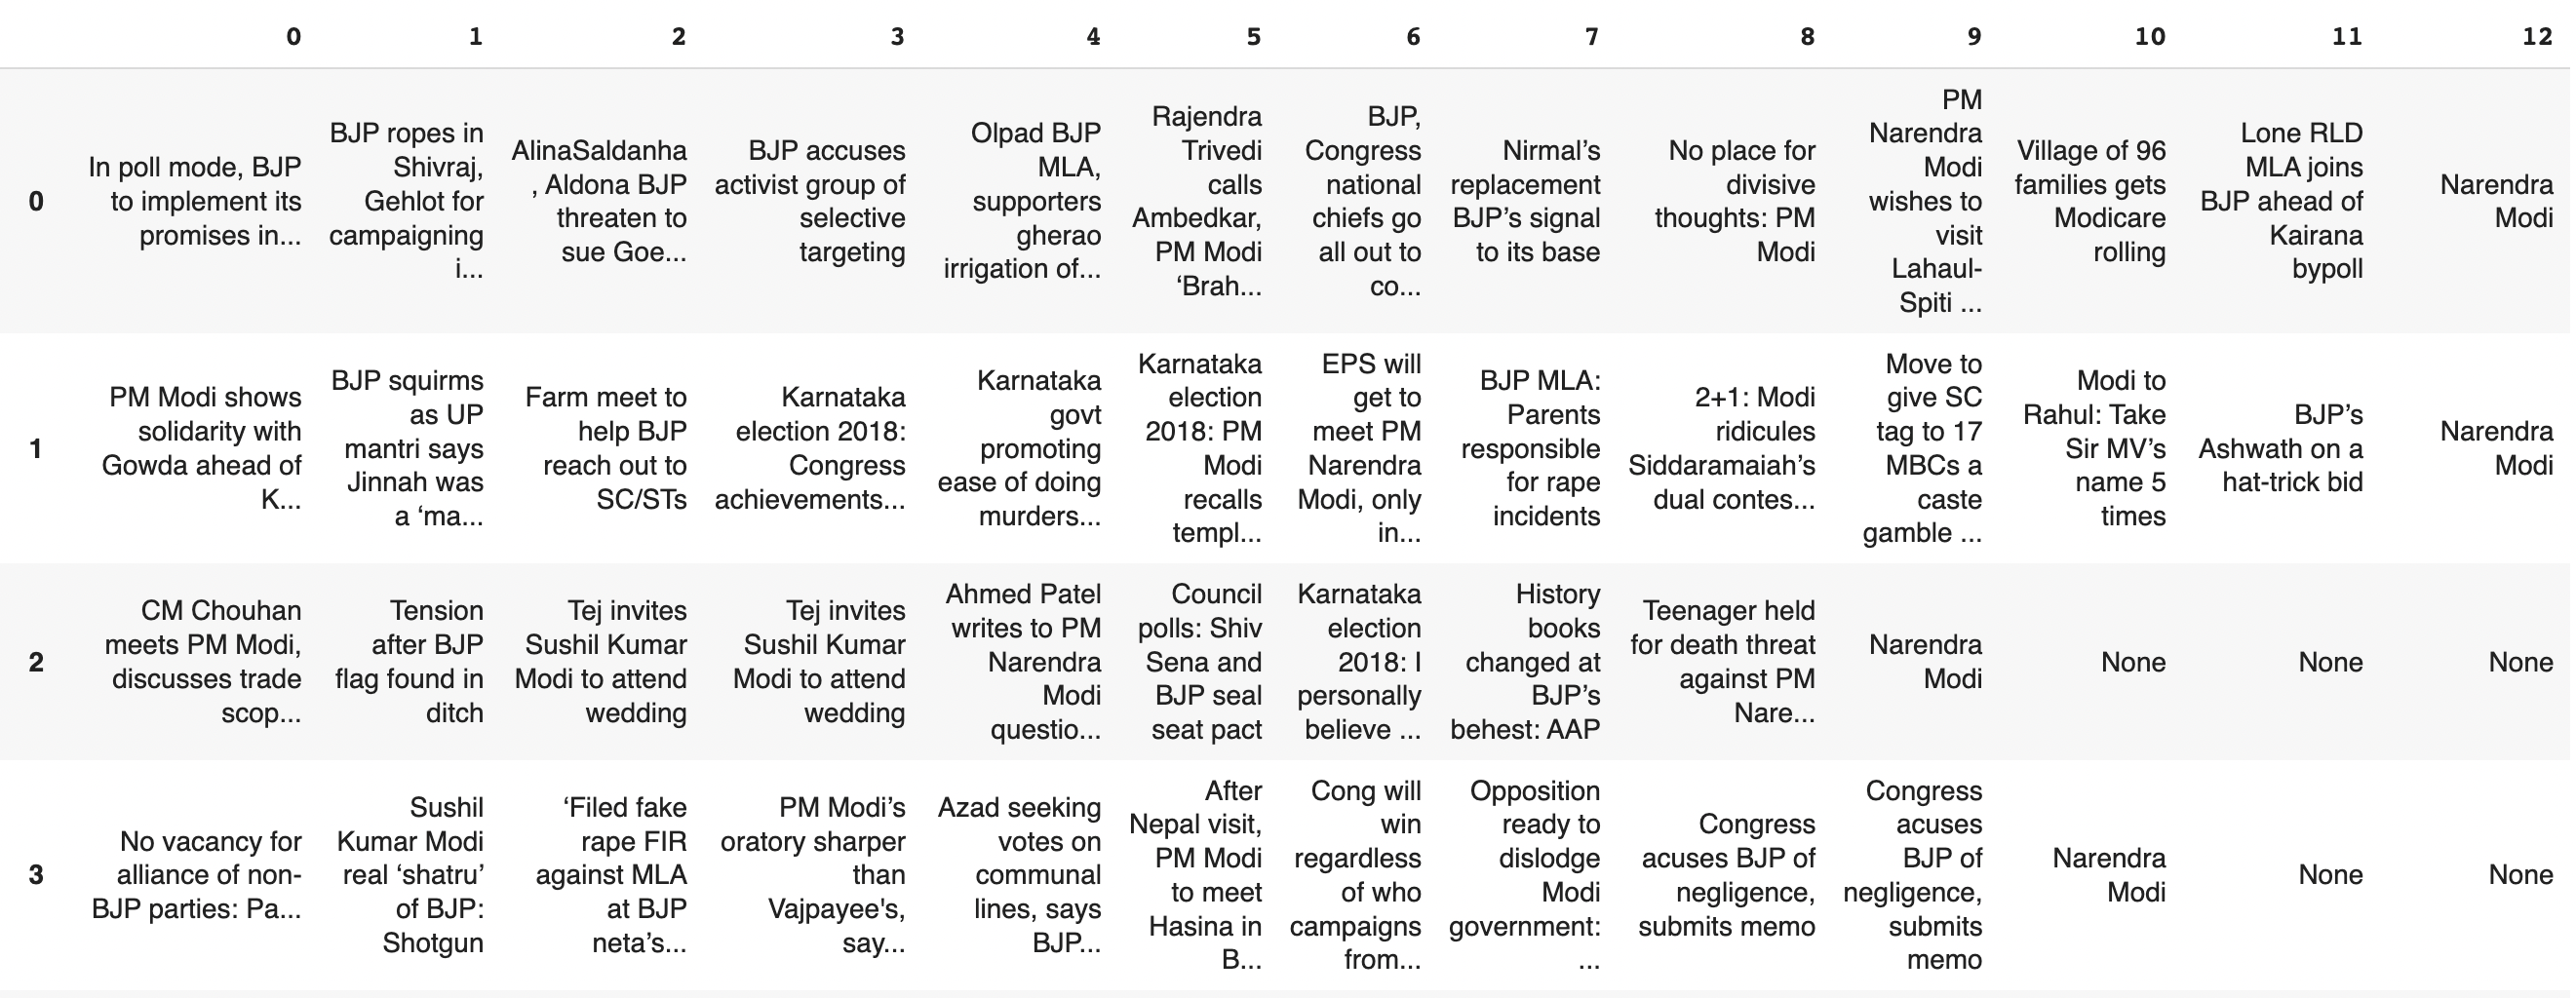 0 1 2 3 4 5 6 7 8 9 10 11 12
0
In poll mode, BJP
to implement its
promises in...
BJP ropes in
Shivraj,
Gehlot for
campaigning
i...
AlinaSaldanha
, Aldona BJP
threaten to
sue Goe...
BJP accuses
activist group of
selective
targeting
Olpad BJP
MLA,
supporters
gherao
irrigation of...
Rajendra
Trivedi
calls
Ambedkar,
PM Modi
‘Brah...
BJP,
Congress
national
chiefs go
all out to
co...
Nirmal’s
replacement
BJP’s signal
to its base
No place for
divisive
thoughts: PM
Modi
PM
Narendra
Modi
wishes to
visit
Lahaul-
Spiti ...
Village of 96
families gets
Modicare
rolling
Lone RLD
MLA joins
BJP ahead of
Kairana
bypoll
Narendra
Modi
1
PM Modi shows
solidarity with
Gowda ahead of
K...
BJP squirms
as UP
mantri says
Jinnah was
a ‘ma...
Farm meet to
help BJP
reach out to
SC/STs
Karnataka
election 2018:
Congress
achievements...
Karnataka
govt
promoting
ease of doing
murders...
Karnataka
election
2018: PM
Modi
recalls
templ...
EPS will
get to
meet PM
Narendra
Modi, only
in...
BJP MLA:
Parents
responsible
for rape
incidents
2+1: Modi
ridicules
Siddaramaiah’s
dual contes...
Move to
give SC
tag to 17
MBCs a
caste
gamble ...
Modi to
Rahul: Take
Sir MV’s
name 5
times
BJP’s
Ashwath on a
hat-trick bid
Narendra
Modi
2
CM Chouhan
meets PM Modi,
discusses trade
scop...
Tension
after BJP
flag found in
ditch
Tej invites
Sushil Kumar
Modi to attend
wedding
Tej invites
Sushil Kumar
Modi to attend
wedding
Ahmed Patel
writes to PM
Narendra
Modi
questio...
Council
polls: Shiv
Sena and
BJP seal
seat pact
Karnataka
election
2018: I
personally
believe ...
History
books
changed at
BJP’s
behest: AAP
Teenager held
for death threat
against PM
Nare...
Narendra
Modi
None
None
None
3
No vacancy for
alliance of non-
BJP parties: Pa...
Sushil
Kumar Modi
real ‘shatru’
of BJP:
Shotgun
‘Filed fake
rape FIR
against MLA
at BJP
neta’s...
PM Modi’s
oratory sharper
than
Vajpayee's,
say...
Azad seeking
votes on
communal
lines, says
BJP...
After
Nepal visit,
PM Modi
to meet
Hasina in
B...
Cong will
win
regardless
of who
campaigns
from...
Opposition
ready to
dislodge
Modi
government:
...
Congress
acuses BJP of
negligence,
submits memo
Congress
acuses
BJP of
negligence,
submits
memo
Narendra
Modi
None
None